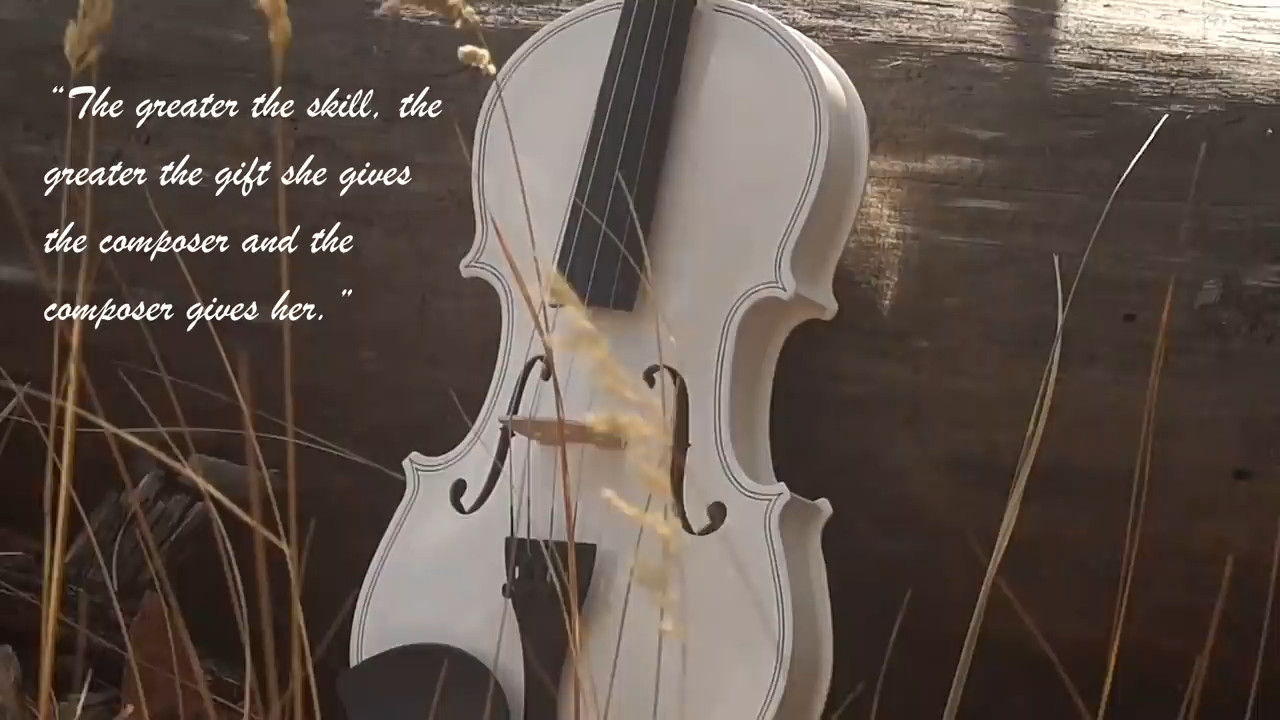 “The greater the skill, the
greater the gift she gives
the composer and the
composer gives her.”